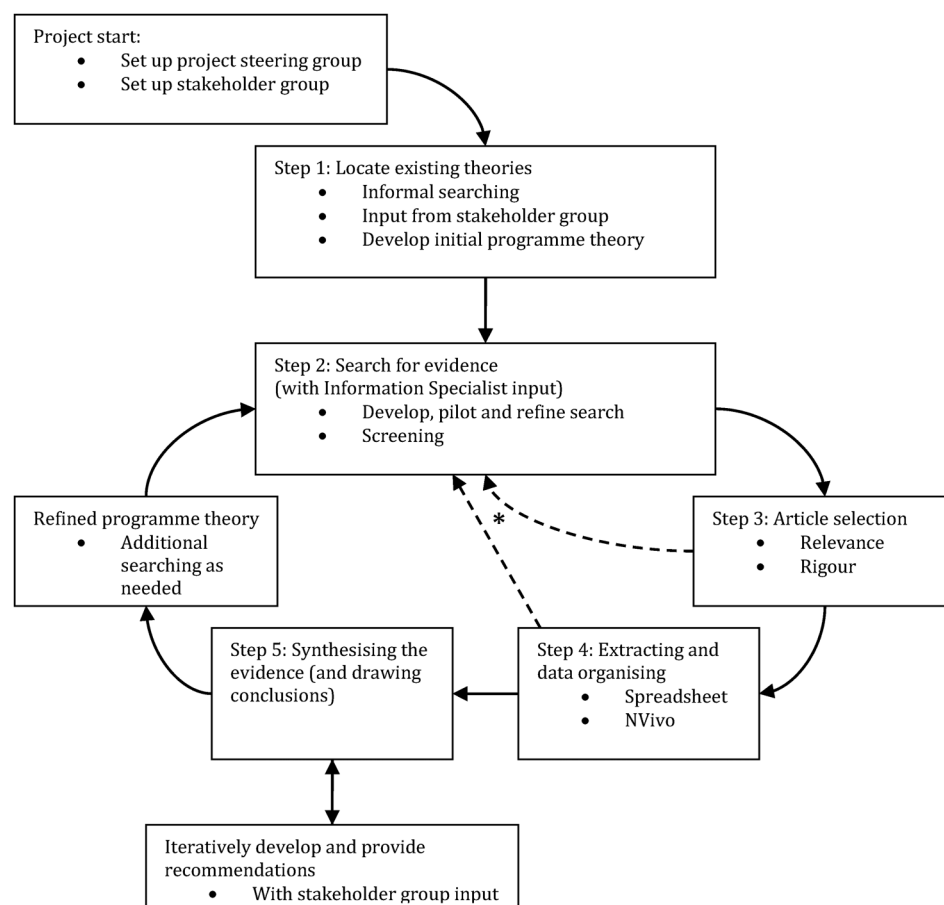 Project start:
• Set up project steering group
• Set up stakeholder group
Step 1: Locate existing theories
• Informal searching
• Input from stakeholder group
• Develop initial programme theory
Step 2: Search for evidence
(with Information Specialist input)
• Develop, pilot and refine search
• Screening
*
Refined programme theory
• Additional
searching as
needed
Step 3: Article selection
• Relevance
• Rigour
Step 5: Synthesising the
evidence (and drawing
conclusions)
Step 4: Extracting and
data organising
• Spreadsheet
• NVivo
Iteratively develop and provide
recommendations
• With stakeholder group input